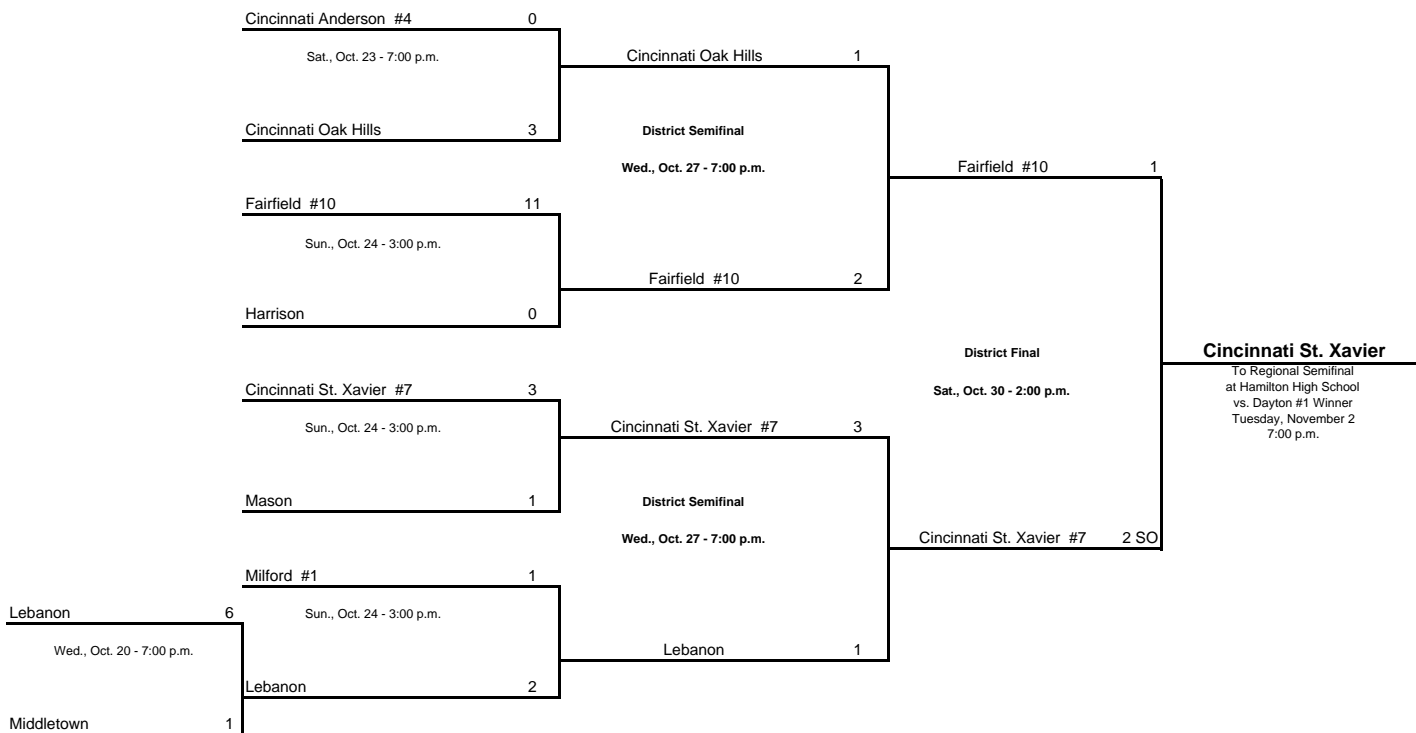 Cincinnati Anderson #4 0
Sat., Oct. 23 - 7:00 p.m.
Cincinnati Oak Hills 1
Cincinnati Oak Hills 3
District Semifinal
Wed., Oct. 27 - 7:00 p.m.
Fairfield #10 1
Fairfield #10 11
Sun., Oct. 24 - 3:00 p.m.
Fairfield #10 2
Harrison 0
District Final
Sat., Oct. 30 - 2:00 p.m.
Cincinnati St. Xavier
To Regional Semifinal
at Hamilton High School
vs. Dayton #1 Winner
Tuesday, November 2
7:00 p.m.
Cincinnati St. Xavier #7 3
Sun., Oct. 24 - 3:00 p.m.
Cincinnati St. Xavier #7 3
Mason 1
District Semifinal
Wed., Oct. 27 - 7:00 p.m.
Cincinnati St. Xavier #7 2 SO
Milford #1 1
Lebanon 6
Sun., Oct. 24 - 3:00 p.m.
Wed., Oct. 20 - 7:00 p.m.
Lebanon 1
Lebanon 2
Middletown 1